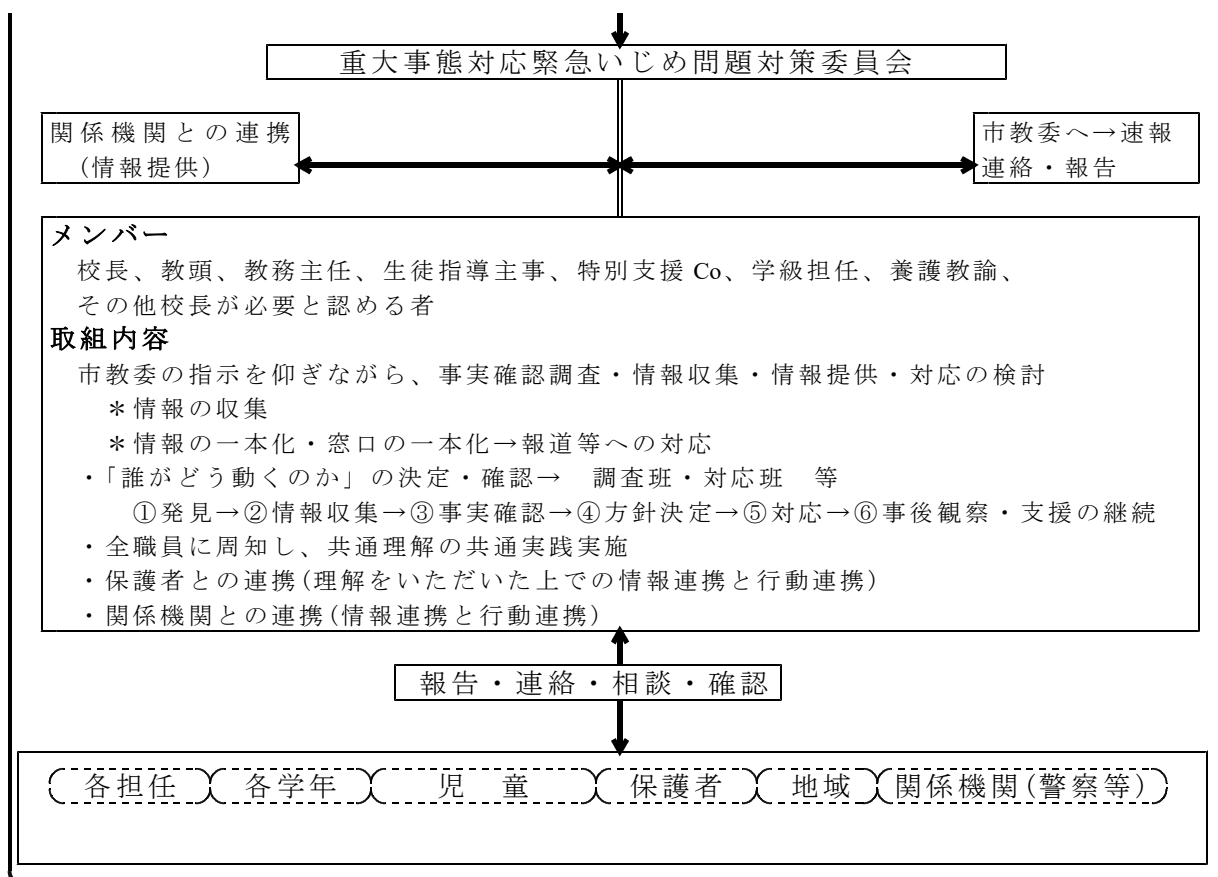 重大事態対応緊急いじめ問題対策委員会
関係機関との連携
(情報提供)
市教委へ→速報
連絡・報告
メンバー
校長、教頭、教務主任、生徒指導主事、特別支援 Co、学級担任、養護教諭、
その他校長が必要と認める者
取組内容
市教委の指示を仰ぎながら、事実確認調査・情報収集・情報提供・対応の検討
＊情報の収集
＊情報の一本化・窓口の一本化→報道等への対応
・「誰がどう動くのか」の決定・確認→　調査班・対応班　等
①発見→②情報収集→③事実確認→④方針決定→⑤対応→⑥事後観察・支援の継続
・全職員に周知し、共通理解の共通実践実施
・保護者との連携(理解をいただいた上での情報連携と行動連携)
・関係機関との連携(情報連携と行動連携)
報告・連絡・相談・確認
各担任　各学年　児　童　保護者　地域　関係機関(警察等)